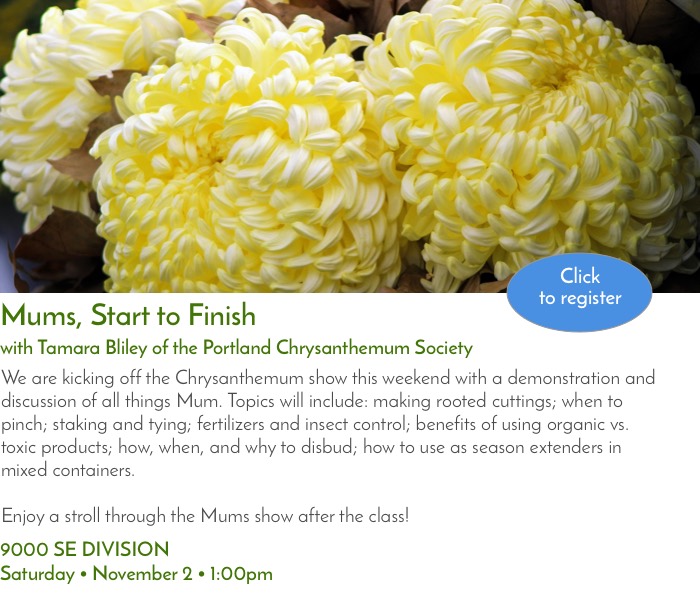 Click
to register
Mums, Start to Finish
with Tamara Bliley of the Portland Chrysanthemum Society
We are kicking off the Chrysanthemum show this weekend with a demonstration and
discussion of all things Mum. Topics will include: making rooted cuttings; when to
pinch; staking and tying; fertilizers and insect control; benefits of using organic vs.
toxic products; how, when, and why to disbud; how to use as season extenders in
mixed containers.
Enjoy a stroll through the Mums show after the class!
9000 SE DIVISION
Saturday • November 2 • 1:00pm